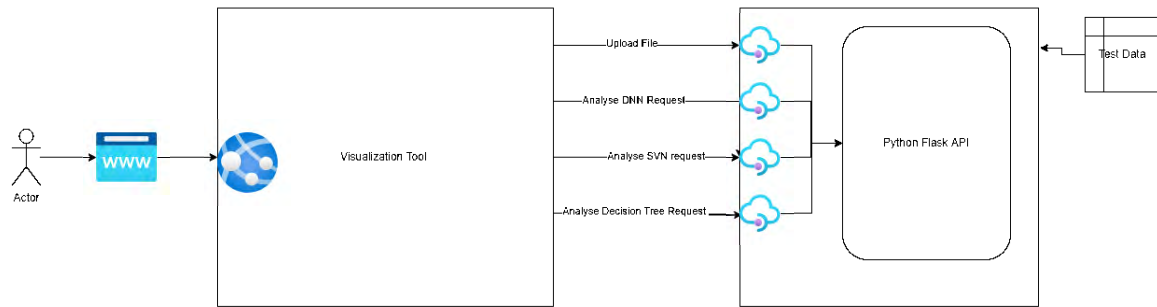 Upload File
Test Data
Analyse DNN Request
Python Flask API
WWW
Visualization Tool
Analyse SVN request
Actor
Analyse Decision Tree Request